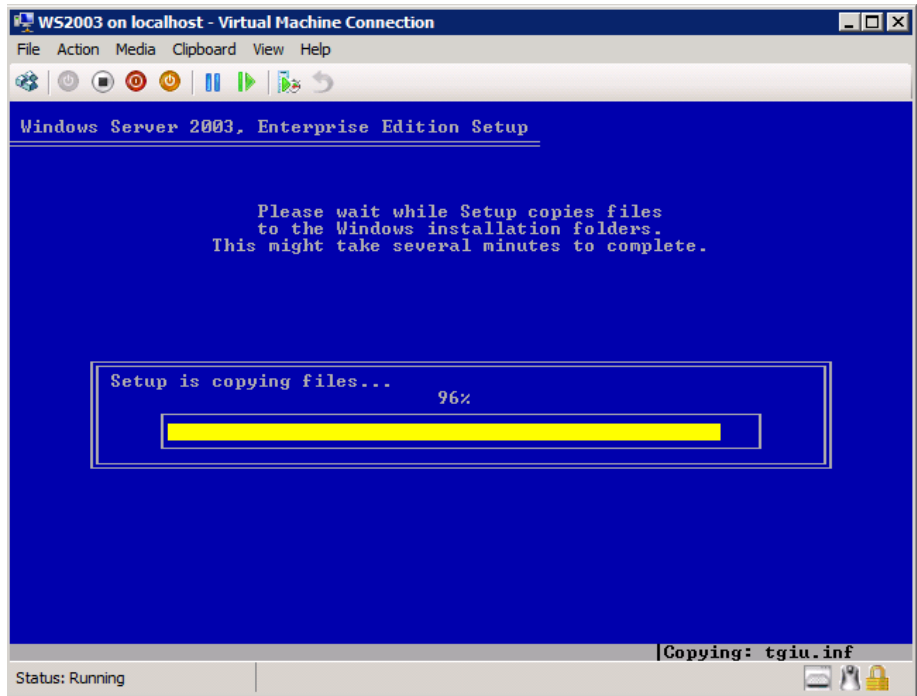 WS2003 on localhost - Virtual Machine Connection
File Action Media Clipboard View Help
Windows Server 2003, Enterprise Edition Setup
Please wait while Setup copies files
to the Windows installation folders.
This might take several minutes to complete.
Setup is copying files...
96%
Copying: tgiu.inf
Status: Running